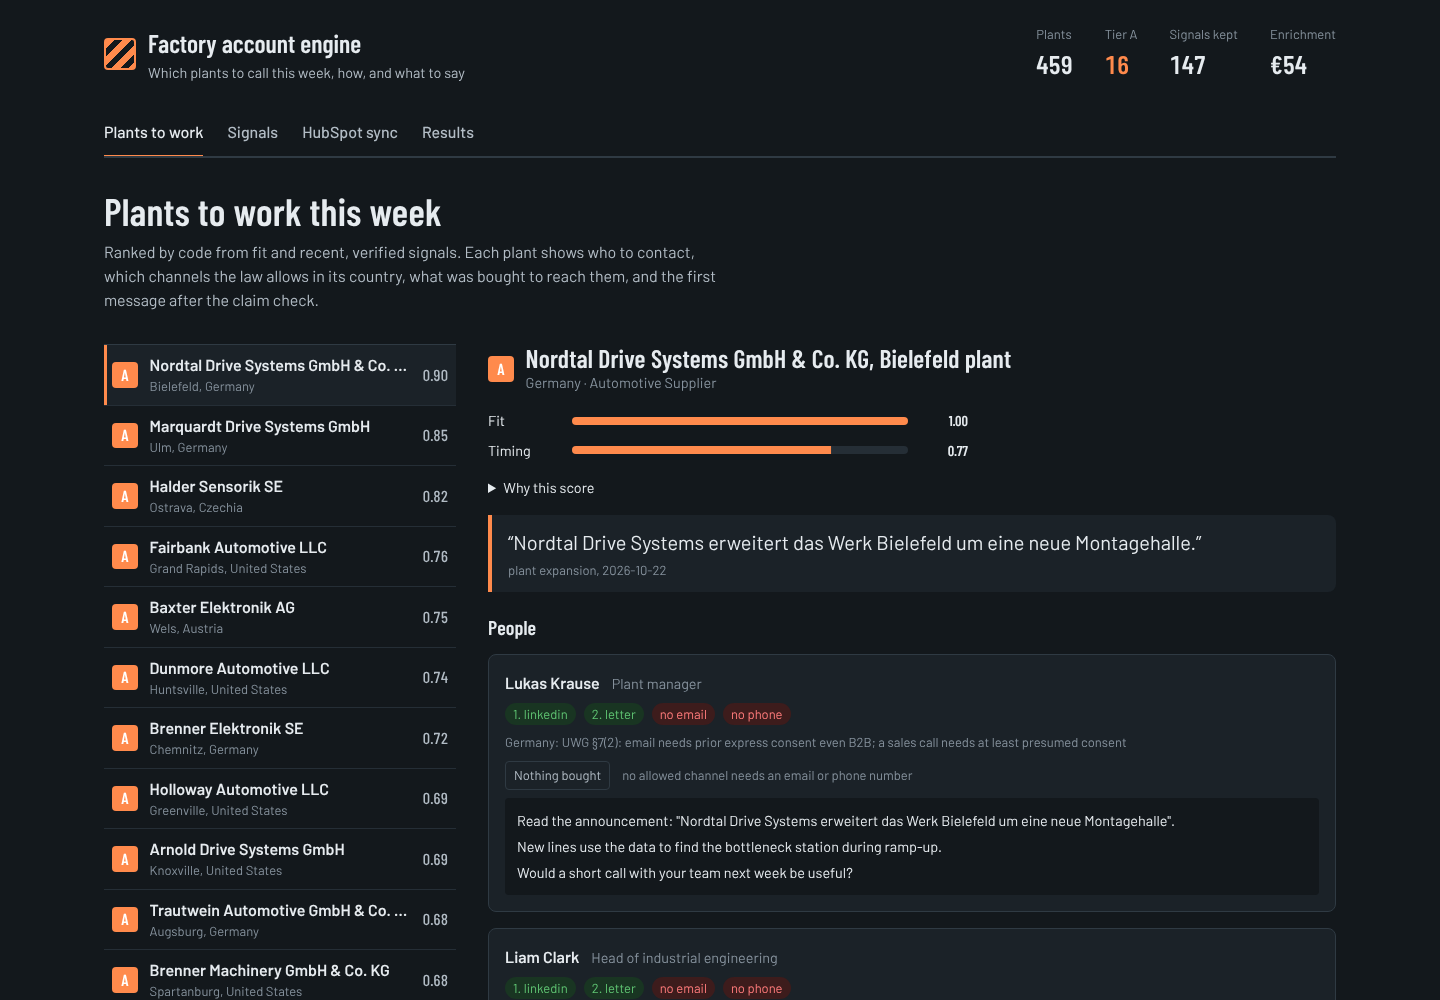 Factory account engine
Which plants to call this week, how, and what to say
Plants
459
Tier A
16
Signals kept
147
Enrichment
€54
Plants to work
Signals
HubSpot sync
Results
Plants to work this week
Ranked by code from fit and recent, verified signals. Each plant shows who to contact,
which channels the law allows in its country, what was bought to reach them, and the first
message after the claim check.
A
Nordtal Drive Systems GmbH & Co. …
0.90
Bielefeld, Germany
A
Marquardt Drive Systems GmbH
0.85
Ulm, Germany
A
Halder Sensorik SE
0.82
Ostrava, Czechia
A
Fairbank Automotive LLC
0.76
Grand Rapids, United States
A
Baxter Elektronik AG
0.75
Wels, Austria
A
Dunmore Automotive LLC
0.74
Huntsville, United States
A
Brenner Elektronik SE
0.72
Chemnitz, Germany
A
Holloway Automotive LLC
0.69
Greenville, United States
A
Arnold Drive Systems GmbH
0.69
Knoxville, United States
A
Trautwein Automotive GmbH & Co. …
0.68
Augsburg, Germany
A
Brenner Machinery GmbH & Co. KG
0.68
Spartanburg, United States
A
Nordtal Drive Systems GmbH & Co. KG, Bielefeld plant
Germany · Automotive Supplier
Fit
1.00
Timing
0.77
Why this score
“Nordtal Drive Systems erweitert das Werk Bielefeld um eine neue Montagehalle.”
plant expansion, 2026-10-22
People
Lukas Krause Plant manager
1. linkedin
2. letter
no email
no phone
Germany: UWG §7(2): email needs prior express consent even B2B; a sales call needs at least presumed consent
Nothing bought
no allowed channel needs an email or phone number
Read the announcement: "Nordtal Drive Systems erweitert das Werk Bielefeld um eine neue Montagehalle".
New lines use the data to find the bottleneck station during ramp-up.
Would a short call with your team next week be useful?
Liam Clark Head of industrial engineering
1. linkedin
2. letter
no email
no phone